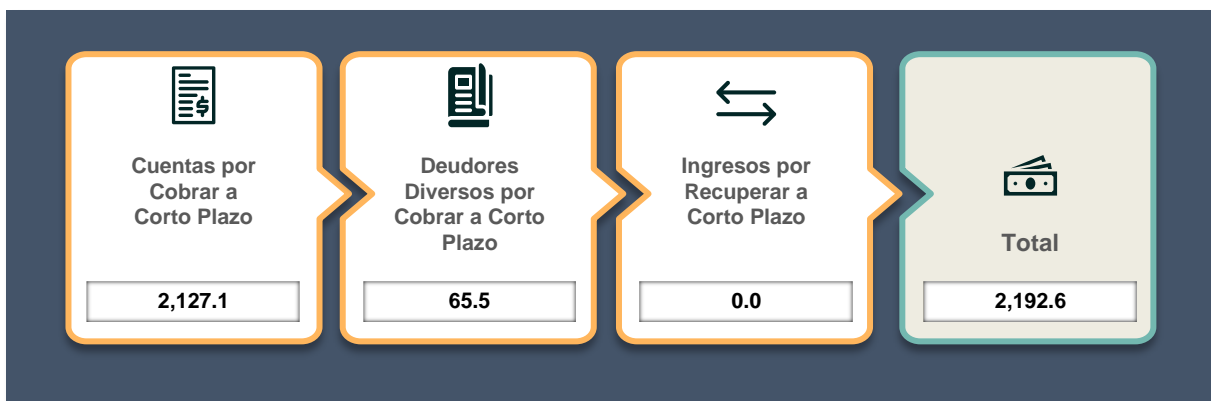 Cuentas por
Cobrar a
Corto Plazo
2,127.1
Deudores
Diversos por
Cobrar a Corto
Plazo
65.5
Ingresos por
Recuperar a
Corto Plazo
0.0
Total
2,192.6